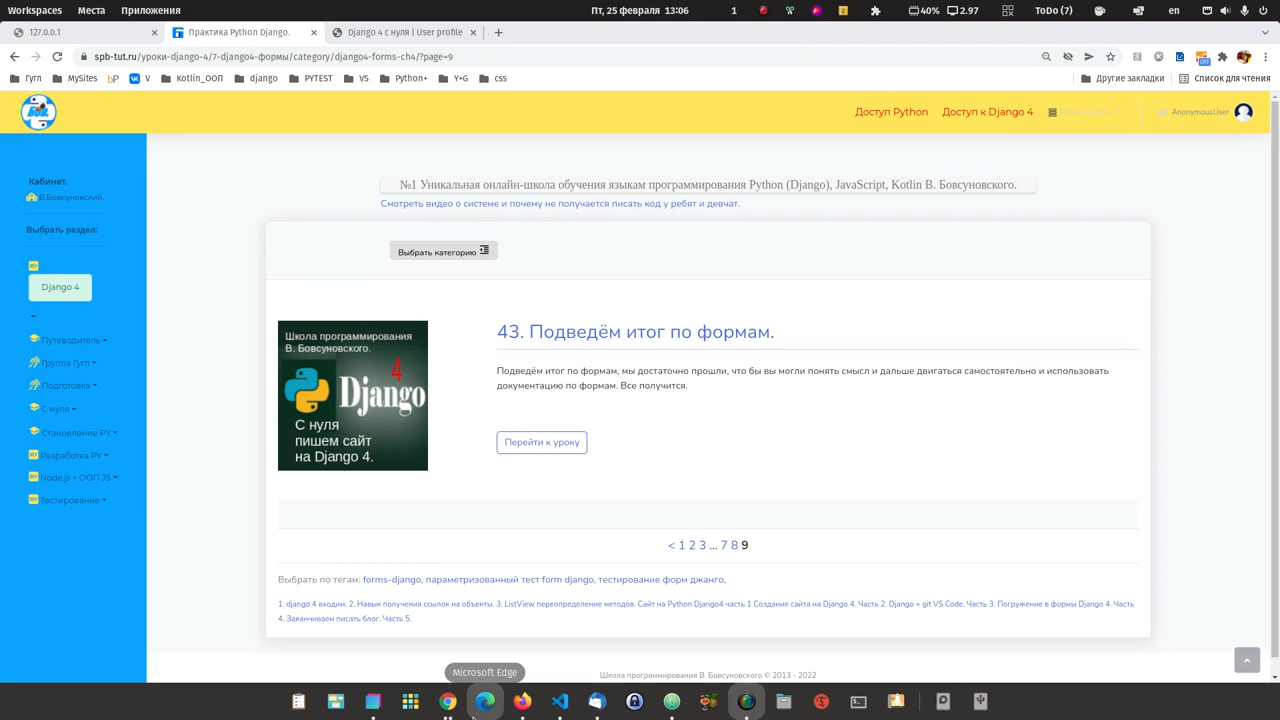 Workspaces Места Приложения Пт, 25 февраля 13:06 1 40% 2.97 ToDo (7) en
127.0.0.1 Практика Python Django. Django 4 с нуля | User profile
spb-tut.ru/уроки-django-4/7-django4-формы/category/django4-forms-ch4/?page=9
OFF
Гугл MySites V Kotlin_ООП django PYTEST VS Python+ Y+G css Другие закладки Список для чтения
Доступ Python Доступ к Django 4 AnonymousUser
Кабинет.
В.Бовсуновский.
Выбрать раздел:
Django 4
Путеводитель
Группа Гугл
Подготовка
С нуля
Становление PY
Разработка PY
Node.js + ООП JS
Тестирование
№1 Уникальная онлайн-школа обучения языкам программирования Python (Django), JavaScript, Kotlin В. Бовсуновского.
Смотреть видео о системе и почему не получается писать код у ребят и девчат.
Выбрать категорию
Школа программирования
В. Бовсуновского.
4
Django
С нуля
пишем сайт
на Django 4.
43. Подведём итог по формам.
Подведём итог по формам, мы достаточно прошли, что бы вы могли понять смысл и дальше двигаться самостоятельно и использовать
документацию по формам. Все получится.
Перейти к уроку
< 1 2 3 ... 7 8 9
Выбрать по тегам: forms-django, параметризованный тест form django, тестирование форм джанго,
1. django 4 входим. 2. Навык получения ссылок на объекты. 3. ListView переопределение методов. Сайт на Python Django4 часть 1 Создание сайта на Django 4. Часть 2. Django + git VS Code. Часть 3. Погружение в формы Django 4. Часть
4. Заканчиваем писать блог. Часть 5.
Microsoft Edge
Школа программирования В. Бовсуновского © 2013 - 2022